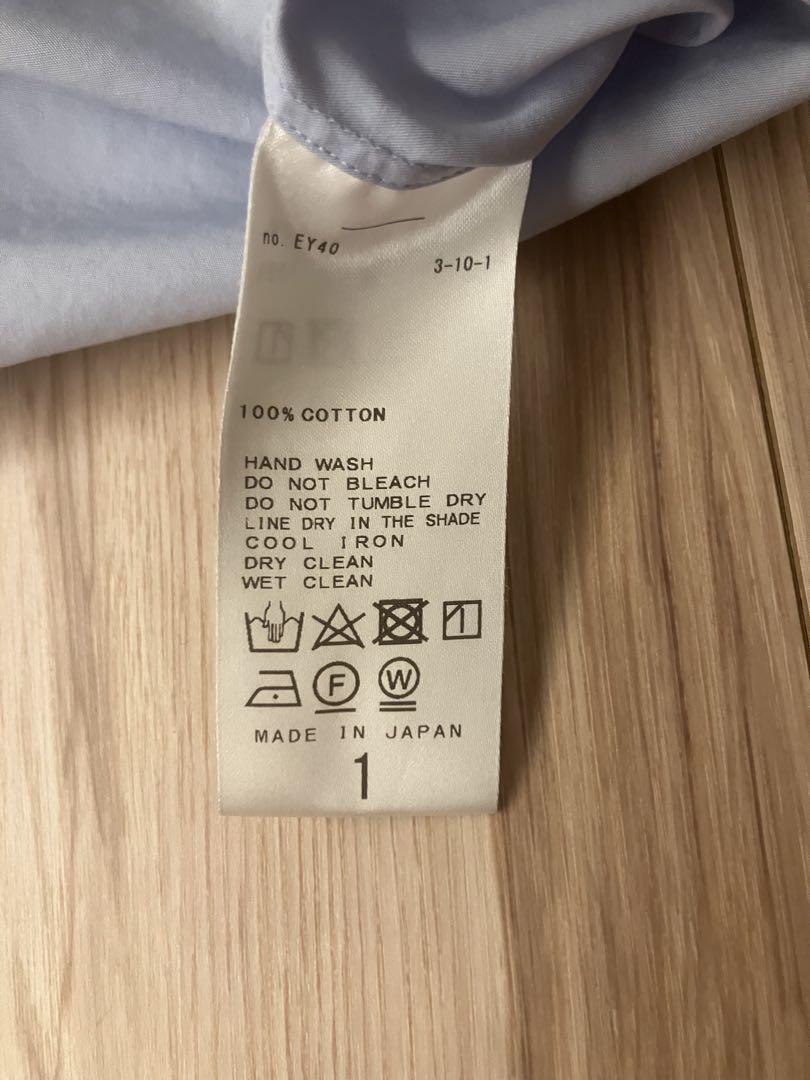 no. EY40
3-10-1
100% COTTON
HAND WASH
DO NOT BLEACH
DO NOT TUMBLE DRY
LINE DRY IN THE SHADE
COOL IRON
DRY CLEAN
WET CLEAN
F W
MADE IN JAPAN
1